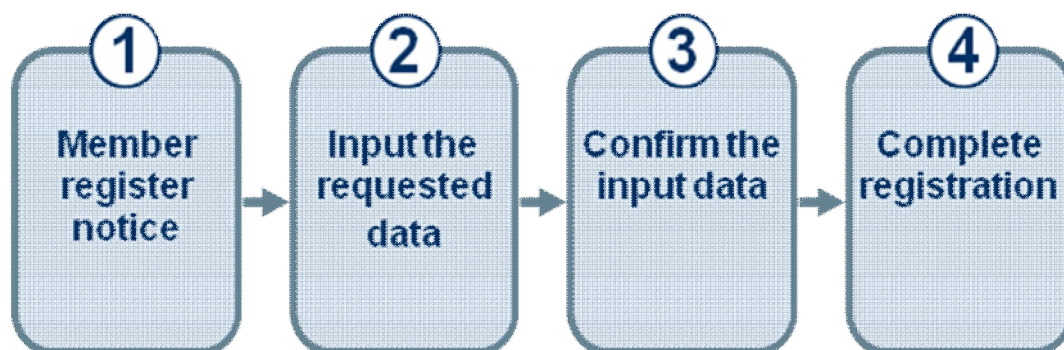 1
Member
register
notice
2
Input the
requested
data
3
Confirm the
input data
4
Complete
registration